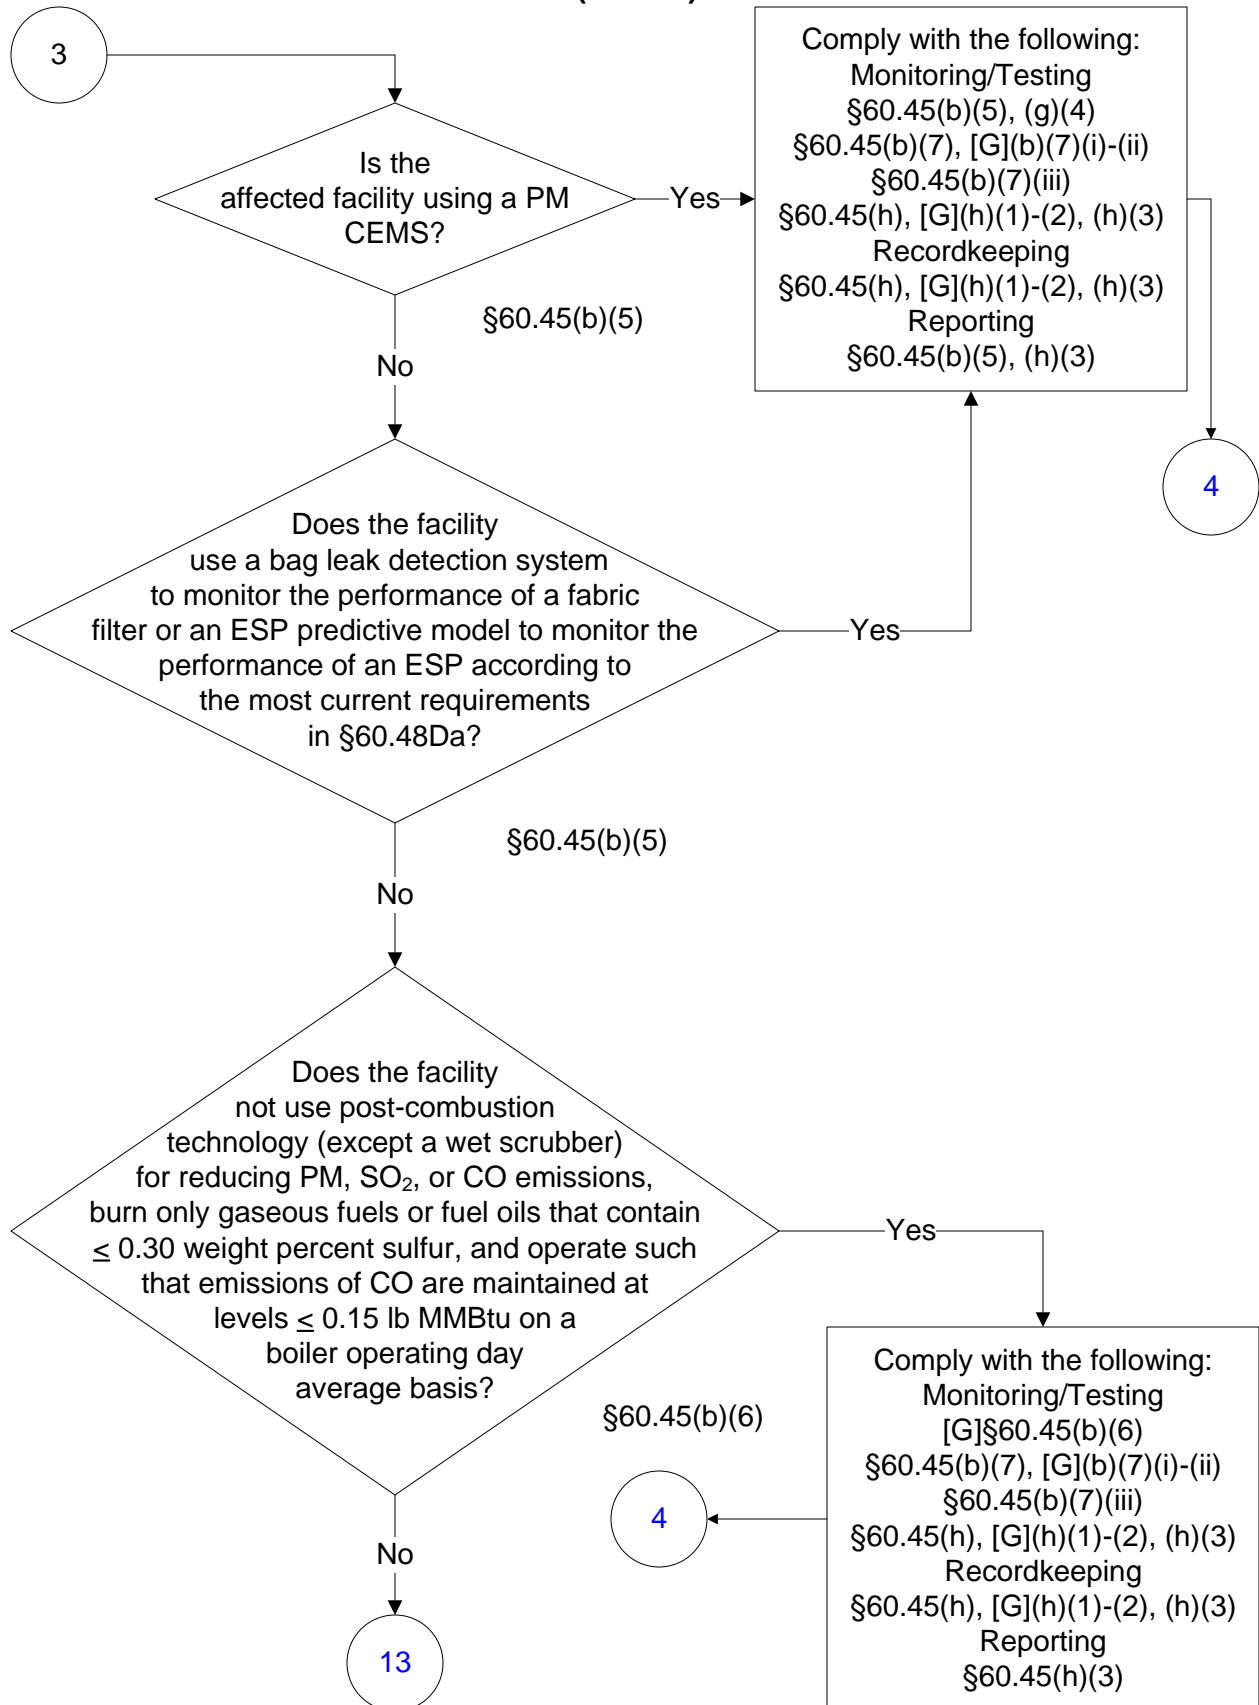 3
Is the
affected facility using a PM
CEMS?
Yes
Comply with the following:
Monitoring/Testing
§60.45(b)(5), (g)(4)
§60.45(b)(7), [G](b)(7)(i)-(ii)
§60.45(b)(7)(iii)
§60.45(h), [G](h)(1)-(2), (h)(3)
Recordkeeping
§60.45(h), [G](h)(1)-(2), (h)(3)
Reporting
§60.45(b)(5), (h)(3)
4
§60.45(b)(5)
No
Does the facility
use a bag leak detection system
to monitor the performance of a fabric
filter or an ESP predictive model to monitor the
performance of an ESP according to
the most current requirements
in §60.48Da?
Yes
§60.45(b)(5)
No
Does the facility
not use post-combustion
technology (except a wet scrubber)
for reducing PM, SO₂, or CO emissions,
burn only gaseous fuels or fuel oils that contain
≤ 0.30 weight percent sulfur, and operate such
that emissions of CO are maintained at
levels ≤ 0.15 lb MMBtu on a
boiler operating day
average basis?
Yes
§60.45(b)(6)
Comply with the following:
Monitoring/Testing
[G]§60.45(b)(6)
§60.45(b)(7), [G](b)(7)(i)-(ii)
§60.45(b)(7)(iii)
§60.45(h), [G](h)(1)-(2), (h)(3)
Recordkeeping
§60.45(h), [G](h)(1)-(2), (h)(3)
Reporting
§60.45(h)(3)
4
No
13